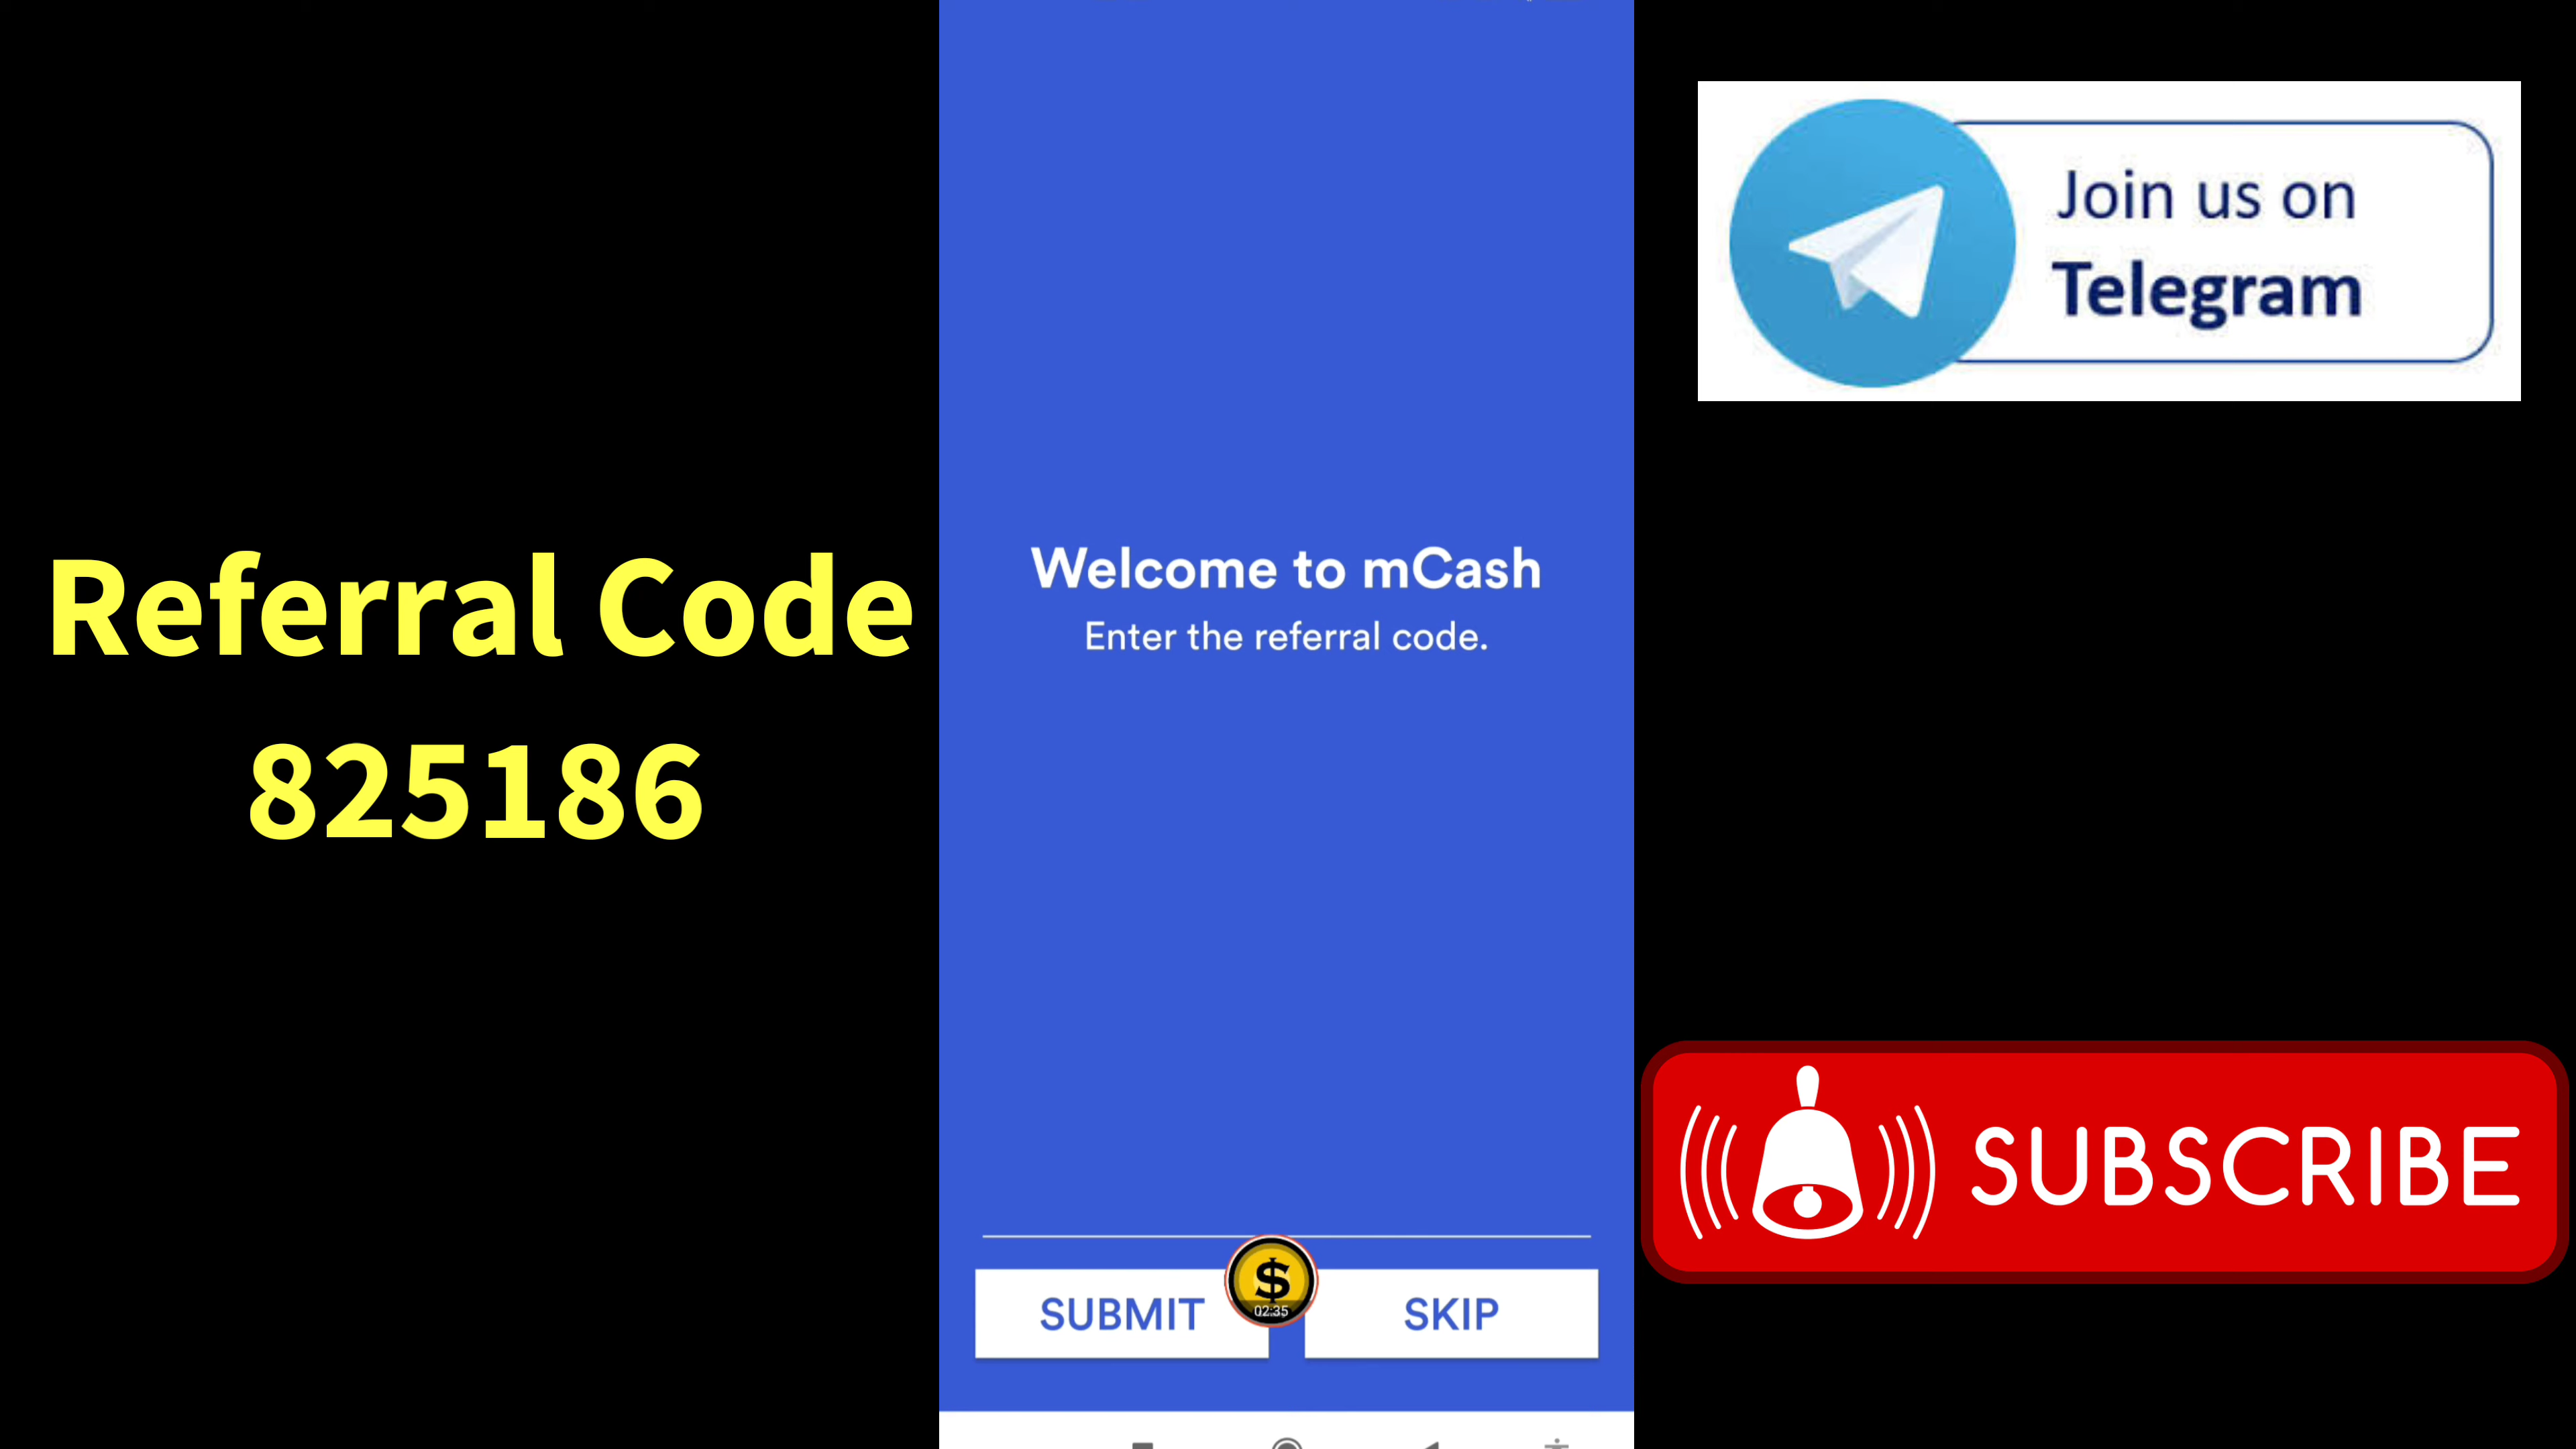 Referral Code
825186
Welcome to mCash
Enter the referral code.
SUBMIT
SKIP
02:35
Join us on
Telegram
SUBSCRIBE